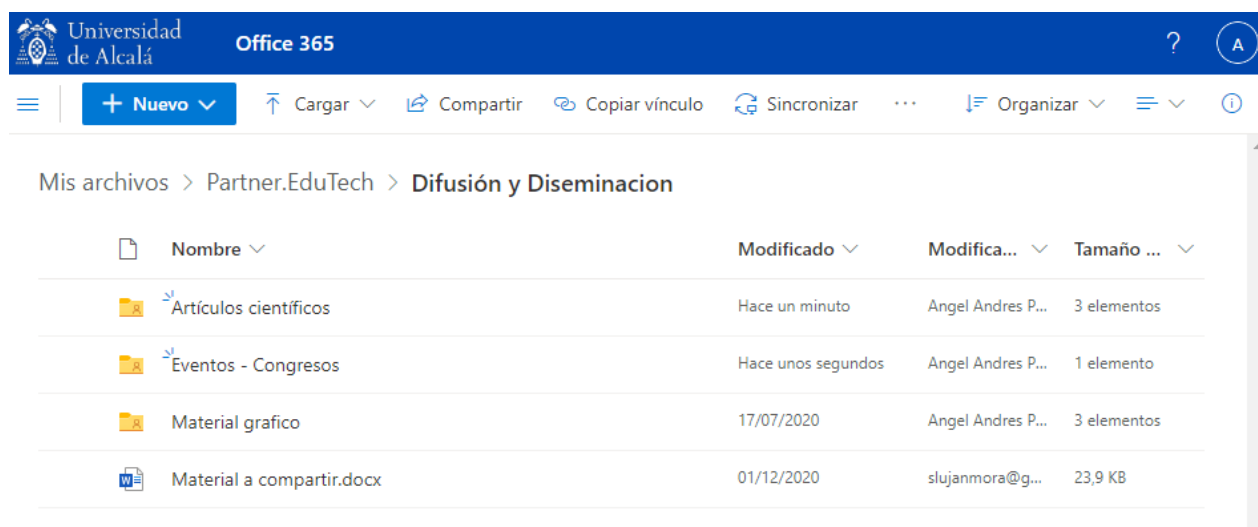 Universidad
de Alcalá
Office 365
?
A
+ Nuevo
Cargar
Compartir
Copiar vínculo
Sincronizar
...
Organizar
Mis archivos > Partner.EduTech > Difusión y Diseminacion
Nombre Modificado Modifica... Tamaño ...
Artículos científicos Hace un minuto Angel Andres P... 3 elementos
Eventos - Congresos Hace unos segundos Angel Andres P... 1 elemento
Material grafico 17/07/2020 Angel Andres P... 3 elementos
Material a compartir.docx 01/12/2020 slujanmora@g... 23,9 KB